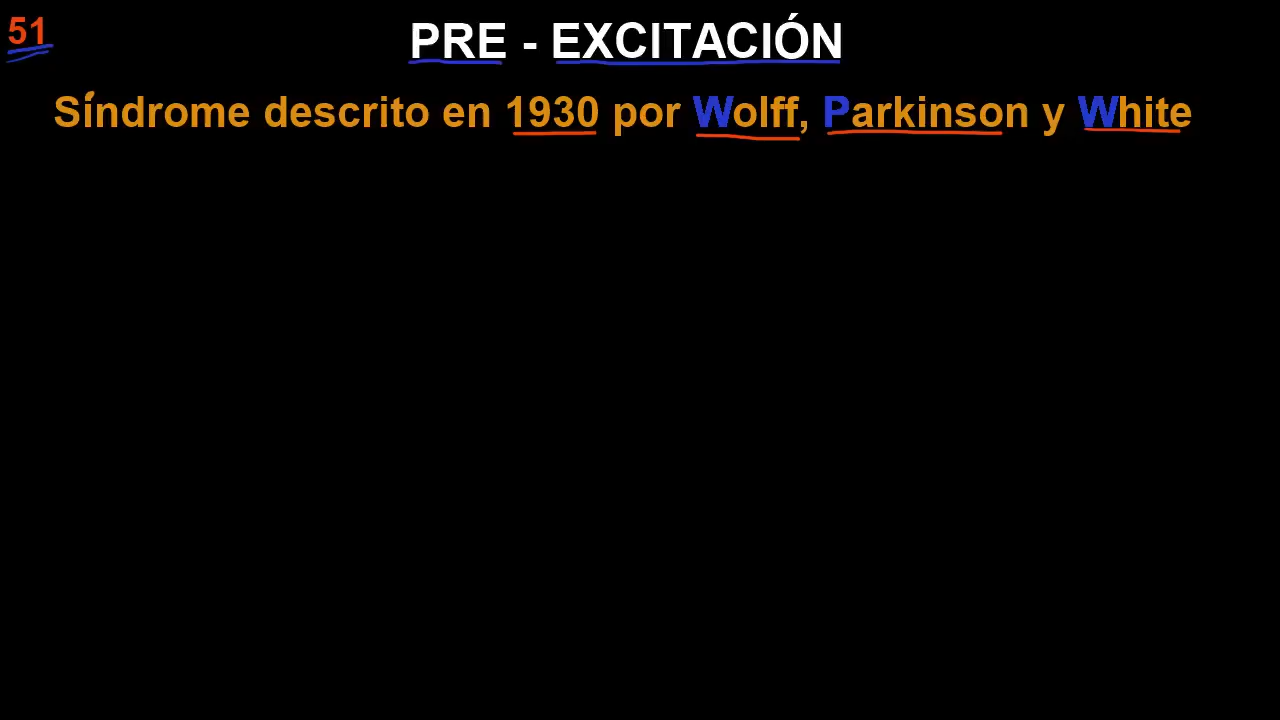 51
PRE - EXCITACIÓN
Síndrome descrito en 1930 por Wolff, Parkinson y White